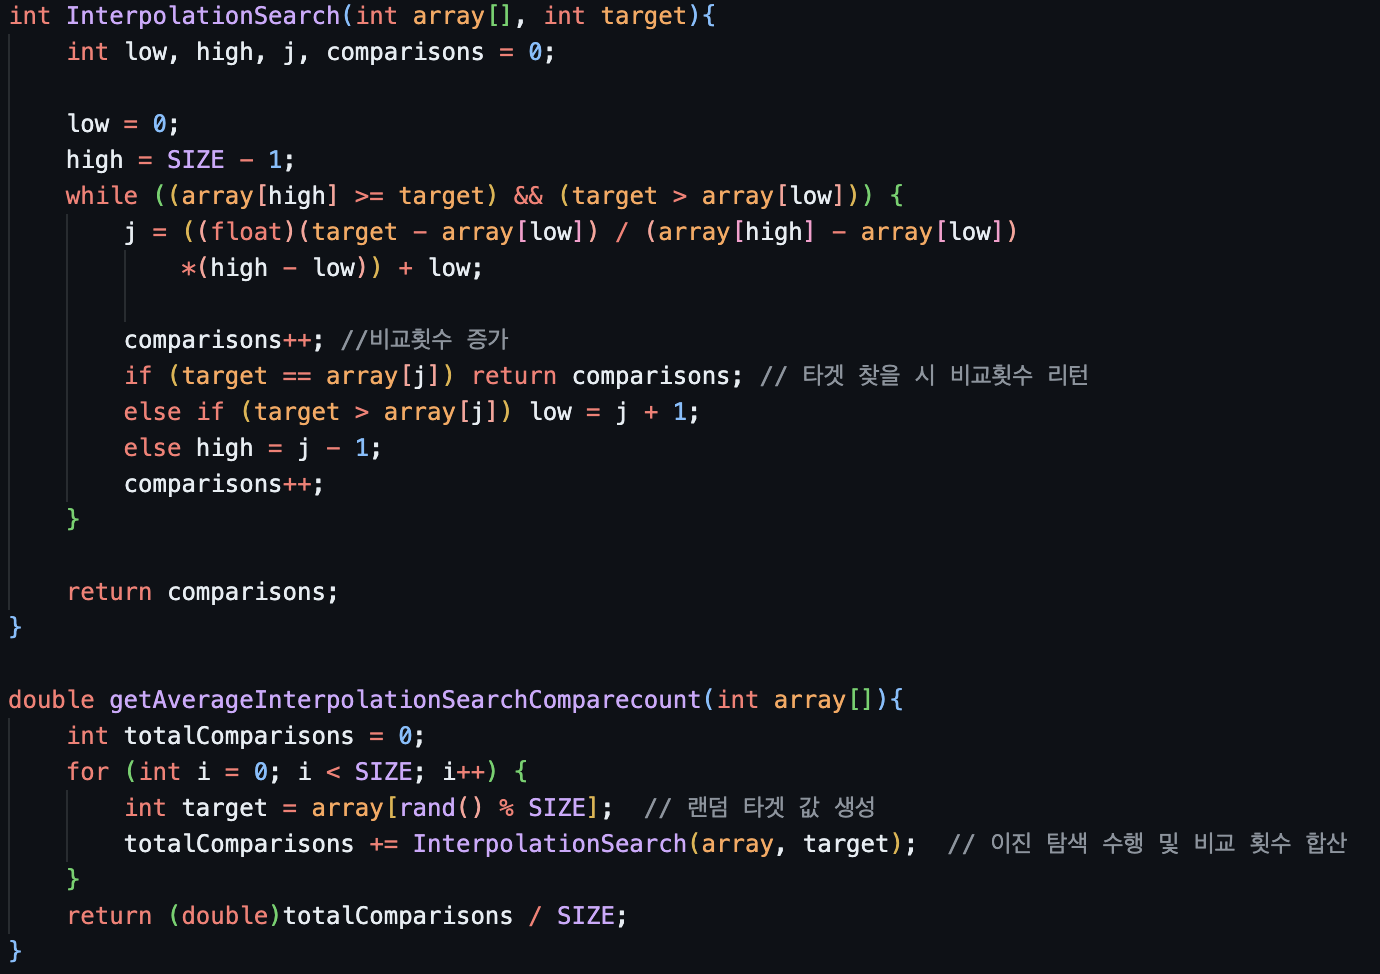 int InterpolationSearch(int array[], int target){
    int low, high, j, comparisons = 0;

    low = 0;
    high = SIZE - 1;
    while ((array[high] >= target) && (target > array[low])) {
        j = ((float)(target - array[low]) / (array[high] - array[low])
            *(high - low)) + low;

        comparisons++; //비교횟수 증가
        if (target == array[j]) return comparisons; // 타겟 찾을 시 비교횟수 리턴
        else if (target > array[j]) low = j + 1;
        else high = j - 1;
        comparisons++;
    }

    return comparisons;
}

double getAverageInterpolationSearchComparecount(int array[]){
    int totalComparisons = 0;
    for (int i = 0; i < SIZE; i++) {
        int target = array[rand() % SIZE];  // 랜덤 타겟 값 생성
        totalComparisons += InterpolationSearch(array, target);  // 이진 탐색 수행 및 비교 횟수 합산
    }
    return (double)totalComparisons / SIZE;
}